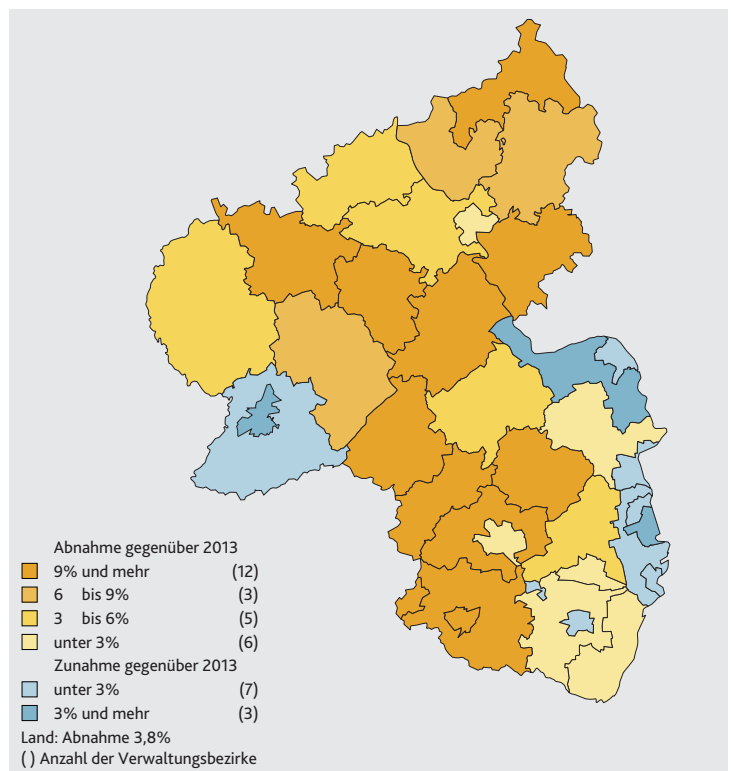 Abnahme gegenüber 2013
9% und mehr (12)
6 bis 9% (3)
3 bis 6% (5)
unter 3% (6)
Zunahme gegenüber 2013
unter 3% (7)
3% und mehr (3)
Land: Abnahme 3,8%
( ) Anzahl der Verwaltungsbezirke